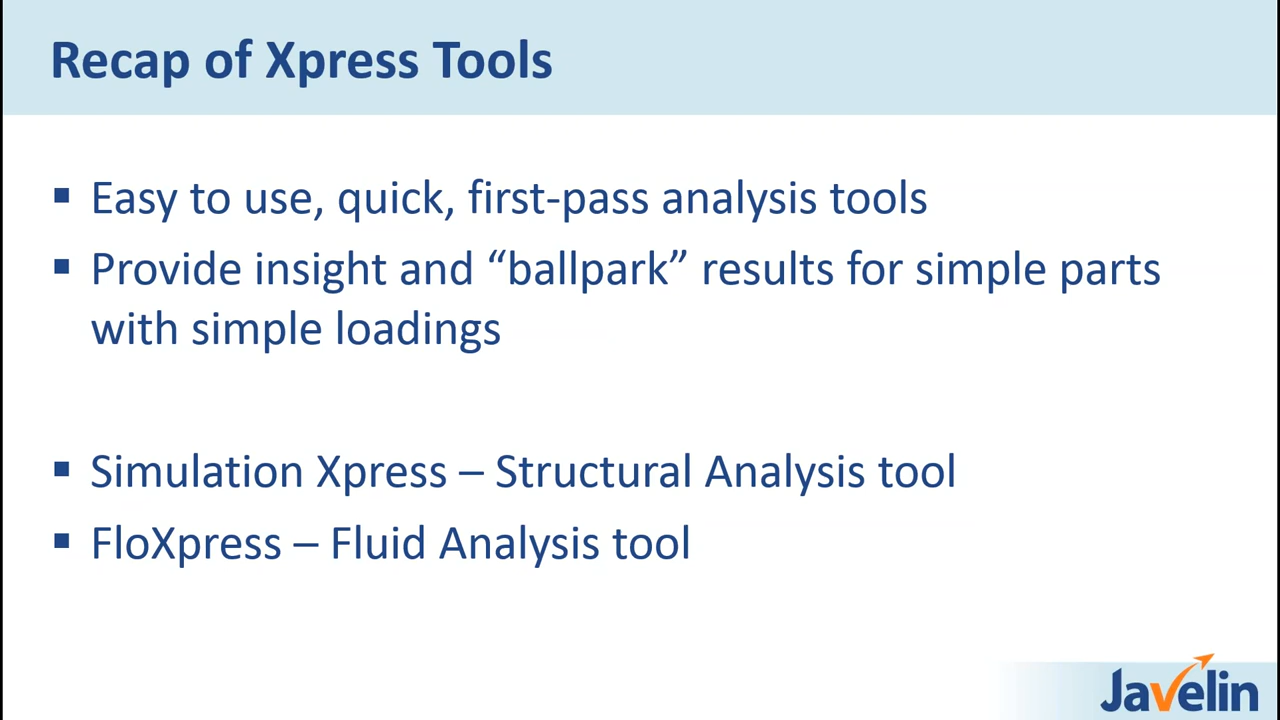 Recap of Xpress Tools
▪ Easy to use, quick, first-pass analysis tools
▪ Provide insight and “ballpark” results for simple parts
with simple loadings
▪ Simulation Xpress – Structural Analysis tool
▪ FloXpress – Fluid Analysis tool
Javelin